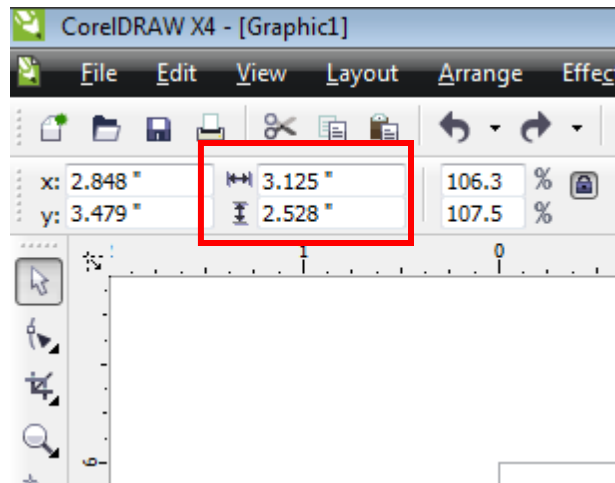 CorelDRAW X4 - [Graphic1]
File Edit View Layout Arrange Effec
x: 2.848 " 3.125 " 106.3 %
y: 3.479 " 2.528 " 107.5 %
1 0
6